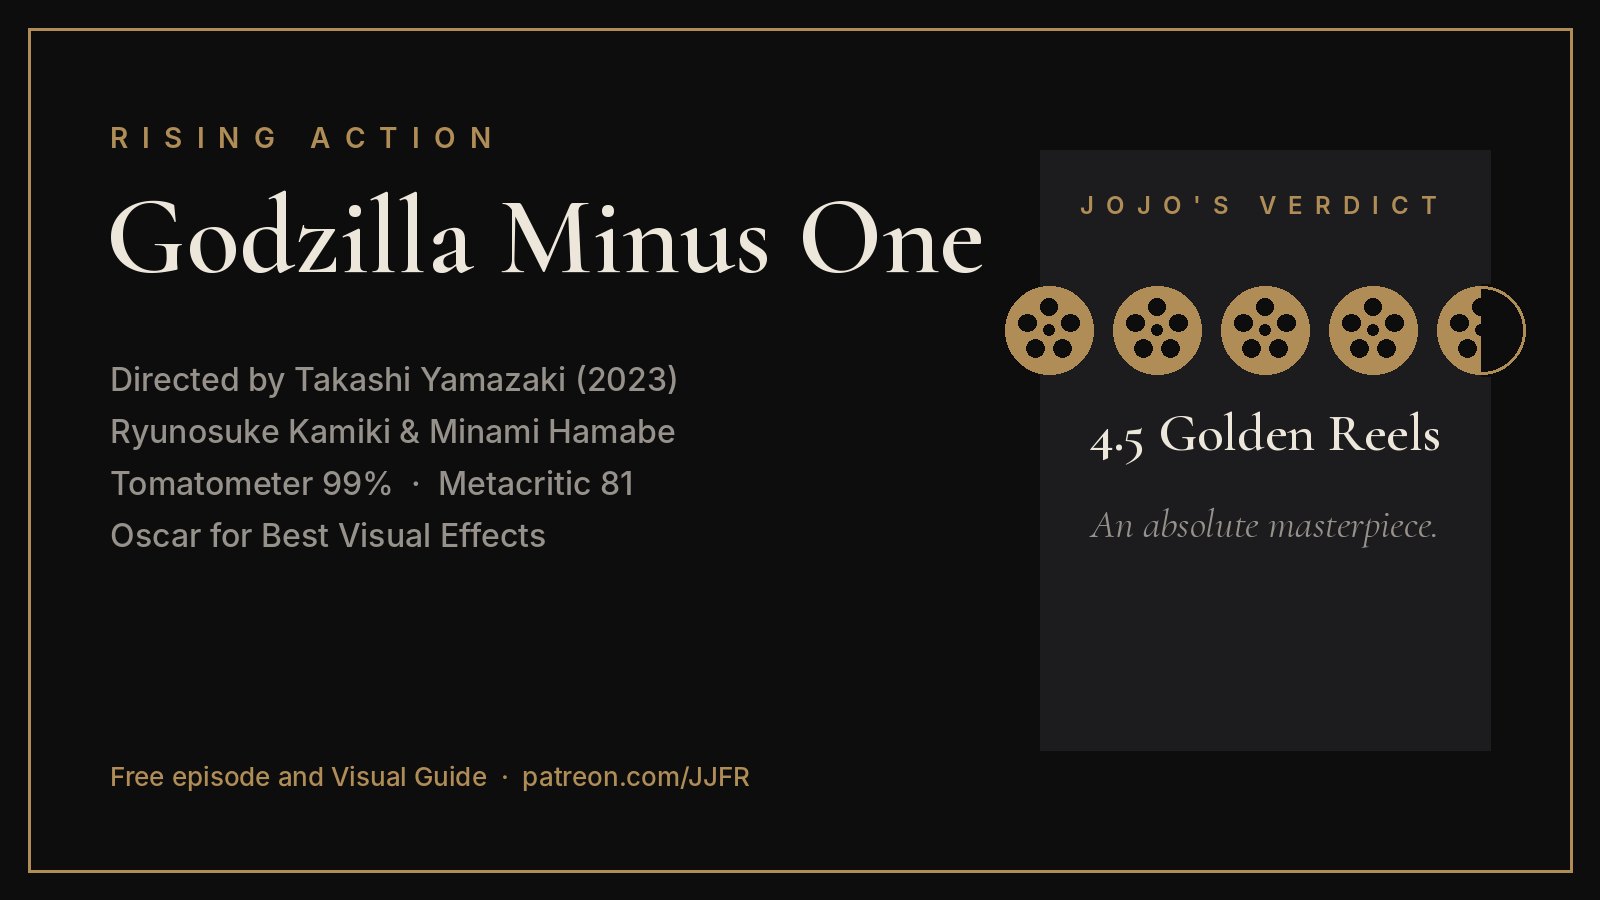 RISING ACTION
Godzilla Minus One
Directed by Takashi Yamazaki (2023)
Ryunosuke Kamiki & Minami Hamabe
Tomatometer 99% · Metacritic 81
Oscar for Best Visual Effects
Free episode and Visual Guide · patreon.com/JJFR
JOJO'S VERDICT
4.5 Golden Reels
An absolute masterpiece.